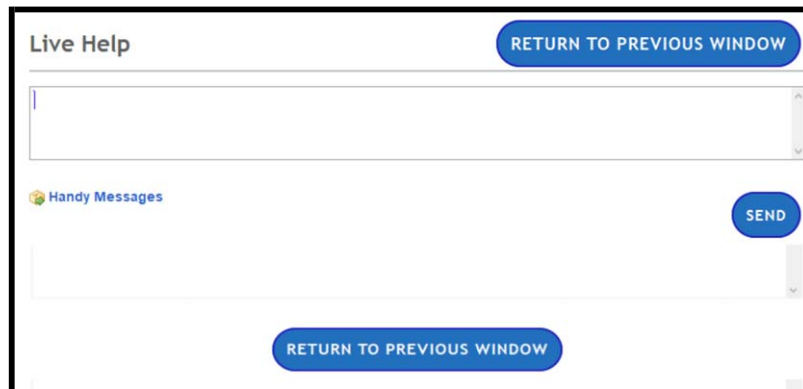 Live Help
RETURN TO PREVIOUS WINDOW
Handy Messages
SEND
RETURN TO PREVIOUS WINDOW